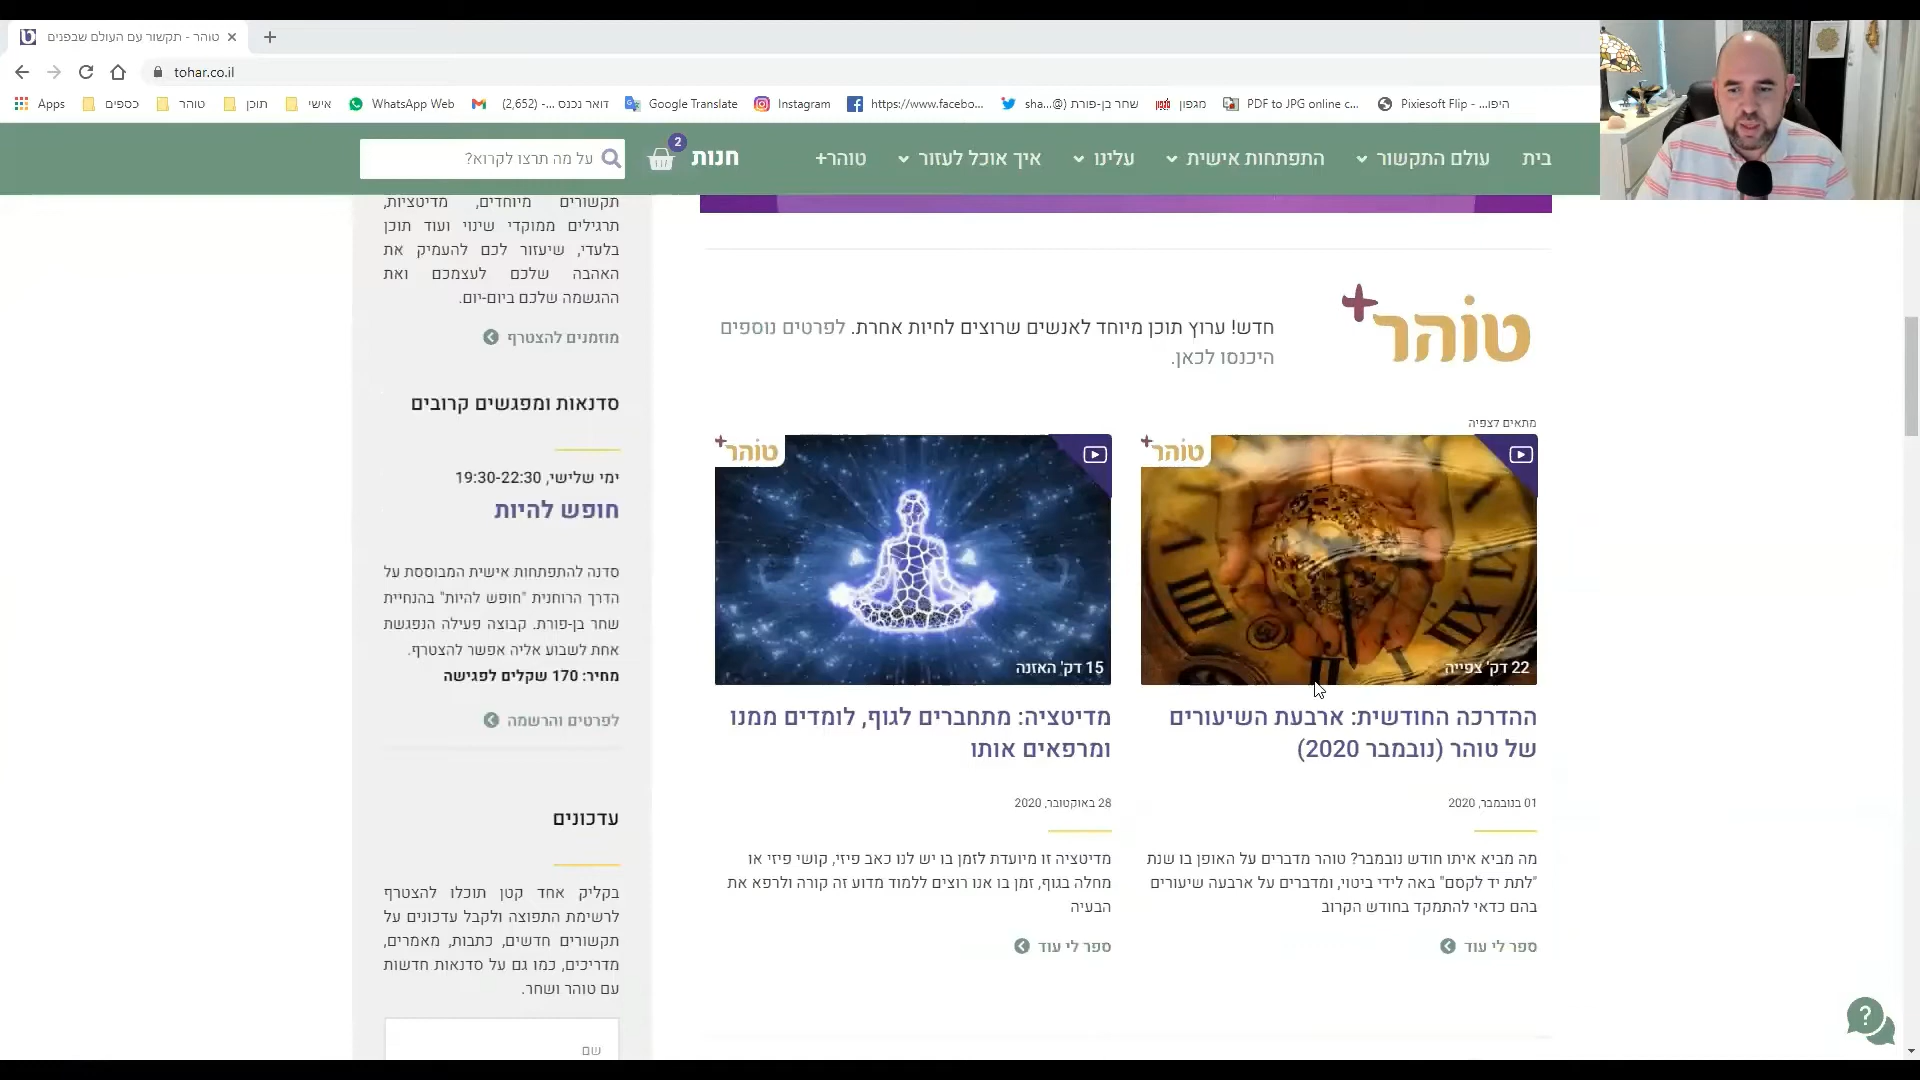 טוהר - תקשור עם העולם שבפנים
tohar.co.il
Apps
כספים
טוהר
תוכן
אישי
WhatsApp Web
דואר נכנס -... (2,652)
Google Translate
Instagram
https://www.facebo...
שחר בן-פורת (@...sha
מגפון
PDF to JPG online c...
Pixiesoft Flip -...היפו
בית
עולם התקשור
התפתחות אישית
עלינו
איך אוכל לעזור
טוהר+
חנות
2
על מה תרצו לקרוא?
טוהר+
חדש! ערוץ תוכן מיוחד לאנשים שרוצים לחיות אחרת. לפרטים נוספים
היכנסו לכאן.
מתאים לצפיה
טוהר+
22 דק' צפייה
ההדרכה החודשית: ארבעת השיעורים
של טוהר (נובמבר 2020)
01 בנובמבר, 2020
מה מביא איתו חודש נובמבר? טוהר מדברים על האופן בו שנת
"לתת יד לקסם" באה לידי ביטוי, ומדברים על ארבעה שיעורים
בהם כדאי להתמקד בחודש הקרוב
ספר לי עוד
טוהר+
15 דק' האזנה
מדיטציה: מתחברים לגוף, לומדים ממנו
ומרפאים אותו
28 באוקטובר, 2020
מדיטציה זו מיועדת לזמן בו יש לנו כאב פיזי, קושי פיזי או
מחלה בגוף, זמן בו אנו רוצים ללמוד מדוע זה קורה ולרפא את
הבעיה
ספר לי עוד
תקשורים מיוחדים, מדיטציות,
תרגילים ממוקדי שינוי ועוד תוכן
בלעדי, שיעזור לכם להעמיק את
האהבה שלכם לעצמכם ואת
ההגשמה שלכם ביום-יום.
מוזמנים להצטרף
סדנאות ומפגשים קרובים
ימי שלישי, 19:30-22:30
חופש להיות
סדנה להתפתחות אישית המבוססת על
הדרך הרוחנית "חופש להיות" בהנחיית
שחר בן-פורת. קבוצה פעילה הנפגשת
אחת לשבוע אליה אפשר להצטרף.
מחיר: 170 שקלים לפגישה
לפרטים והרשמה
עדכונים
בקליק אחד קטן תוכלו להצטרף
לרשימת התפוצה ולקבל עדכונים על
תקשורים חדשים, כתבות, מאמרים,
מדריכים, כמו גם על סדנאות חדשות
עם טוהר ושחר.
שם